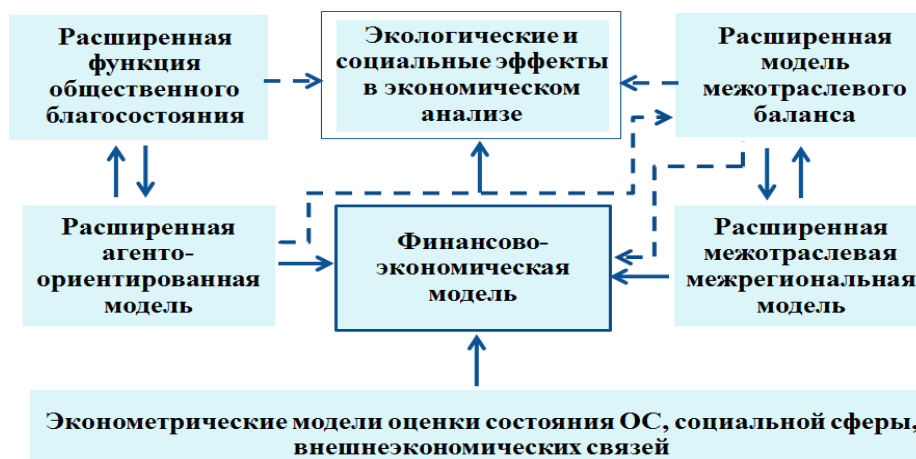 Расширенная
функция
общественного
благосостояния
Экологические и
социальные эффекты
в экономическом
анализе
Расширенная
модель
межотраслевого
баланса
Расширенная
агенто-
ориентированная
модель
Финансово-
экономическая
модель
Расширенная
межотраслевая
межрегиональная
модель
Эконометрические модели оценки состояния ОС, социальной сферы,
внешнеэкономических связей